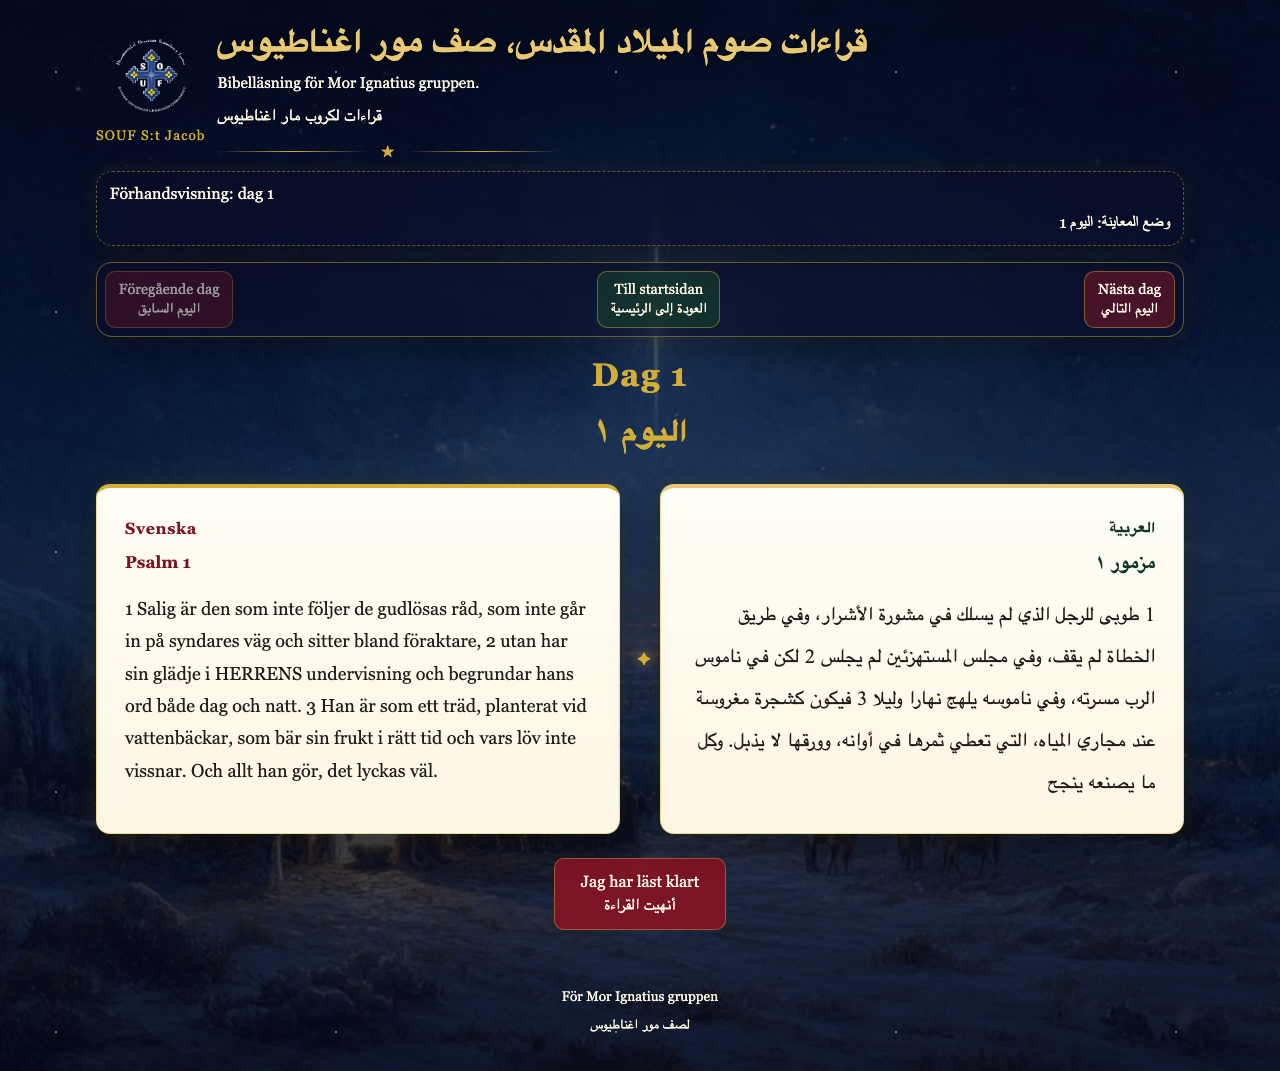 قراءات صوم الميلاد المقدس، صف مور اغناطيوس
Bibelläsning för Mor Ignatius gruppen.
قراءات لكروب مار اغناطيوس
S O
U F
SOUF S:t Jacob
Förhandsvisning: dag 1
وضع المعاينة: اليوم 1
Föregående dag
اليوم السابق
Till startsidan
العودة إلى الرئيسية
Nästa dag
اليوم التالي
Dag 1
اليوم ١
Svenska
Psalm 1
1 Salig är den som inte följer de gudlösas råd, som inte går
in på syndares väg och sitter bland föraktare, 2 utan har
sin glädje i HERRENS undervisning och begrundar hans
ord både dag och natt. 3 Han är som ett träd, planterat vid
vattenbäckar, som bär sin frukt i rätt tid och vars löv inte
vissnar. Och allt han gör, det lyckas väl.
العربية
مزمور ١
1 طوبى للرجل الذي لم يسلك في مشورة الأشرار، وفي طريق
الخطاة لم يقف، وفي مجلس المستهزئين لم يجلس 2 لكن في ناموس
الرب مسرته، وفي ناموسه يلهج نهارا وليلا 3 فيكون كشجرة مغروسة
عند مجاري المياه، التي تعطي ثمرها في أوانه، وورقها لا يذبل. وكل
ما يصنعه ينجح
Jag har läst klart
أنهيت القراءة
För Mor Ignatius gruppen
لصف مور اغناطيوس